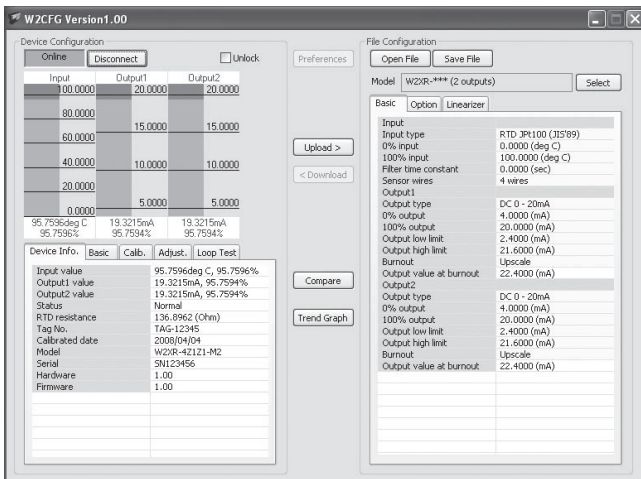 W2CFG Version1.00
Device Configuration
Online Disconnect Unlock
Input Output1 Output2
100.0000 20.0000 20.0000
80.0000
15.0000 15.0000
60.0000
40.0000 10.0000 10.0000
20.0000
5.0000 5.0000
0.0000
95.7596deg C 19.3215mA 19.3215mA
95.7596% 95.7594% 95.7594%
Device Info. Basic Calib. Adjust. Loop Test
Input value 95.7596deg C, 95.7596%
Output1 value 19.3215mA, 95.7594%
Output2 value 19.3215mA, 95.7594%
Status Normal
RTD resistance 136.8962 (Ohm)
Tag No. TAG-12345
Calibrated date 2008/04/04
Model W2XR-4Z1Z1-M2
Serial SN123456
Hardware 1.00
Firmware 1.00
Preferences
Upload >
< Download
Compare
Trend Graph
File Configuration
Open File Save File
Model W2XR-*** (2 outputs) Select
Basic Option Linearizer
Input
Input type RTD JPt100 (JIS'89)
0% input 0.0000 (deg C)
100% input 100.0000 (deg C)
Filter time constant 0.0000 (sec)
Sensor wires 4 wires
Output1
Output type DC 0 - 20mA
0% output 4.0000 (mA)
100% output 20.0000 (mA)
Output low limit 2.4000 (mA)
Output high limit 21.6000 (mA)
Burnout Upscale
Output value at burnout 22.4000 (mA)
Output2
Output type DC 0 - 20mA
0% output 4.0000 (mA)
100% output 20.0000 (mA)
Output low limit 2.4000 (mA)
Output high limit 21.6000 (mA)
Burnout Upscale
Output value at burnout 22.4000 (mA)